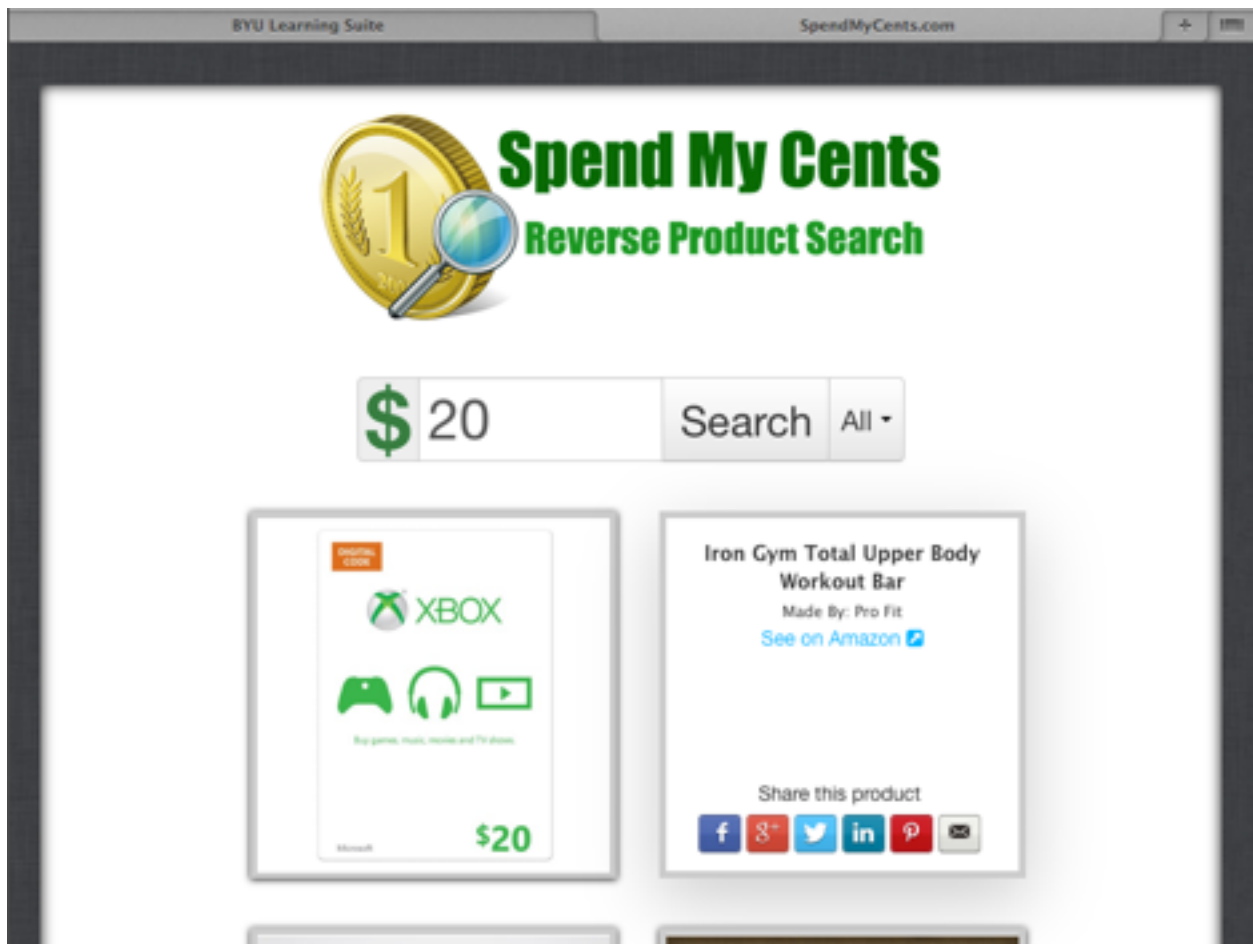 BYU Learning Suite
SpendMyCents.com
Spend My Cents
Reverse Product Search
1
$ 20
Search
All
DIGITAL
CODE
XBOX
Buy games, music, movies and TV shows.
Microsoft
$20
Iron Gym Total Upper Body
Workout Bar
Made By: Pro Fit
See on Amazon
Share this product
f
g+
in